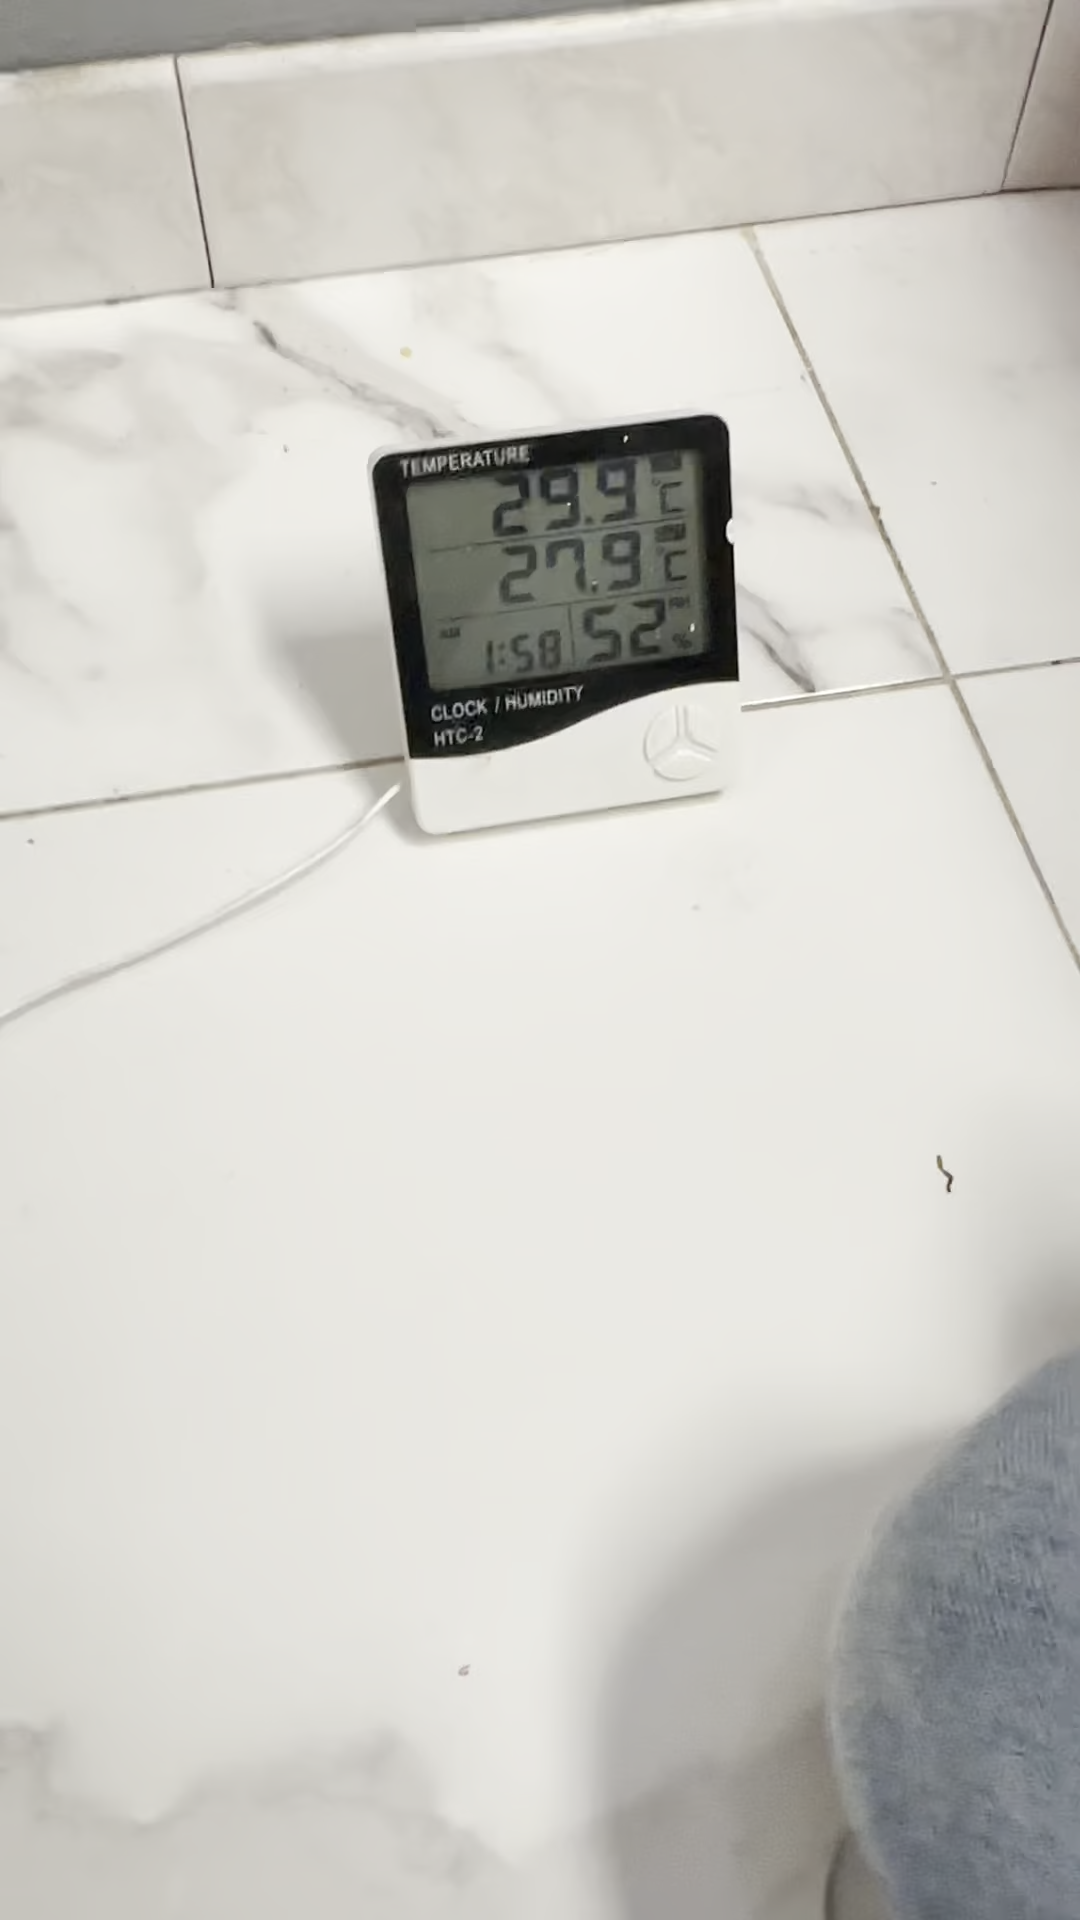 TEMPERATURE
29.9 °C
27.9 °C
AM 1:58 52 %
CLOCK / HUMIDITY
HTC-2